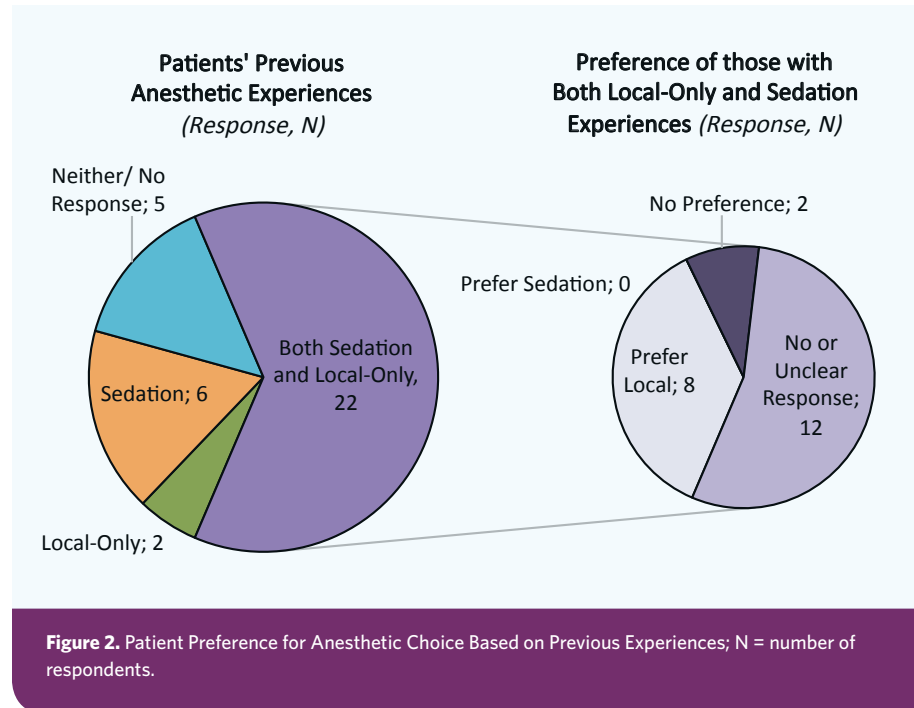 Patients' Previous
Anesthetic Experiences
(Response, N)
Preference of those with
Both Local-Only and Sedation
Experiences (Response, N)
Neither/ No
Response; 5
Both Sedation
and Local-Only,
22
Sedation; 6
Local-Only; 2
No Preference; 2
Prefer Sedation; 0
Prefer
Local; 8
No or
Unclear
Response;
12
Figure 2. Patient Preference for Anesthetic Choice Based on Previous Experiences; N = number of
respondents.